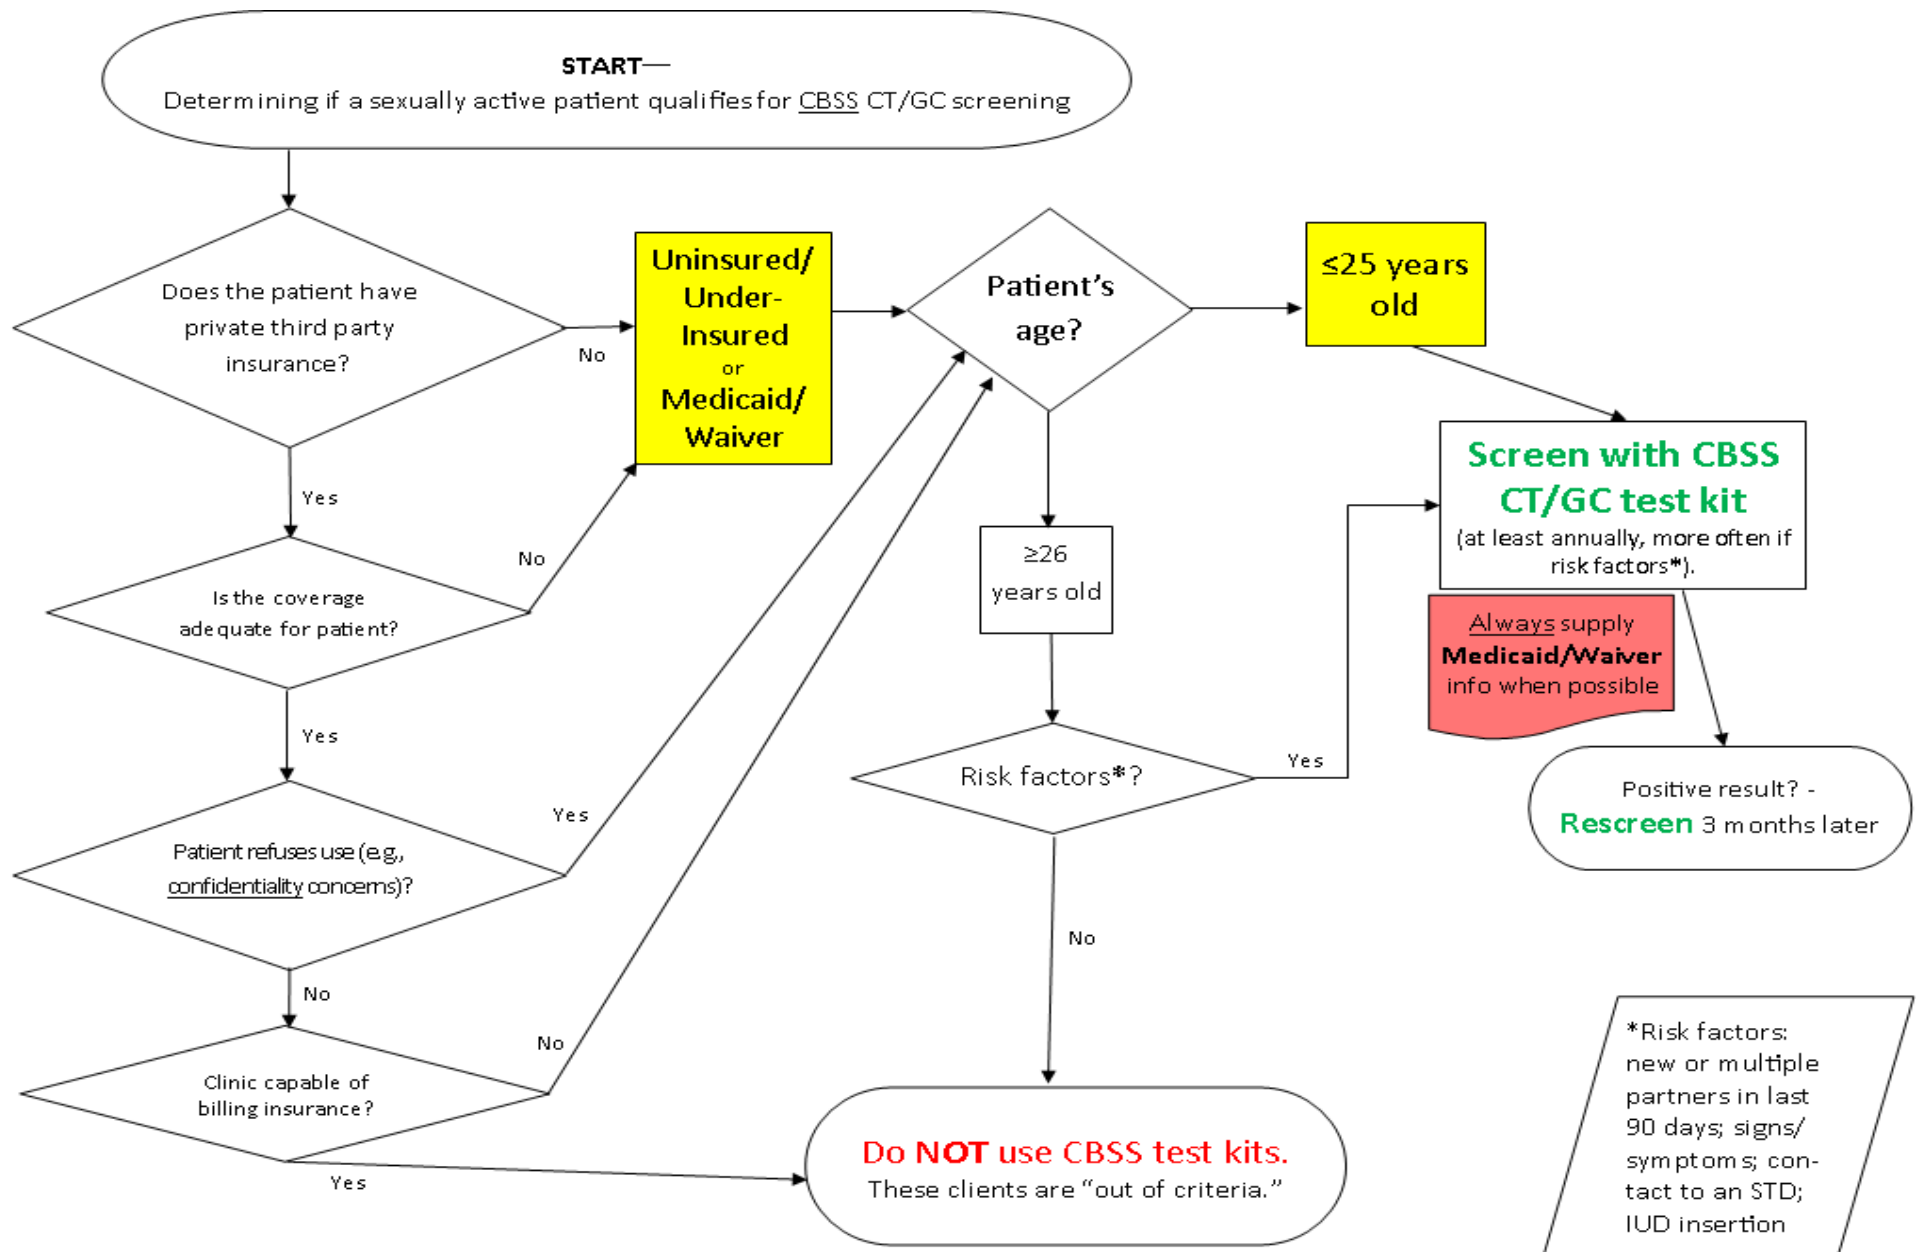 START—
Determining if a sexually active patient qualifies for CBSS CT/GC screening
Does the patient have
private third party
insurance?
No
Yes
Uninsured/
Under-
Insured
or
Medicaid/
Waiver
Patient's
age?
≤25 years
old
Screen with CBSS
CT/GC test kit
(at least annually, more often if
risk factors*).
Always supply
Medicaid/Waiver
info when possible
Positive result? -
Rescreen 3 months later
Is the coverage
adequate for patient?
No
Yes
≥26
years old
Risk factors*?
Yes
No
Patient refuses use (e.g.,
confidentiality concerns)?
Yes
No
Clinic capable of
billing insurance?
No
Yes
Do NOT use CBSS test kits.
These clients are “out of criteria.”
*Risk factors:
new or multiple
partners in last
90 days; signs/
symptoms; con-
tact to an STD;
IUD insertion